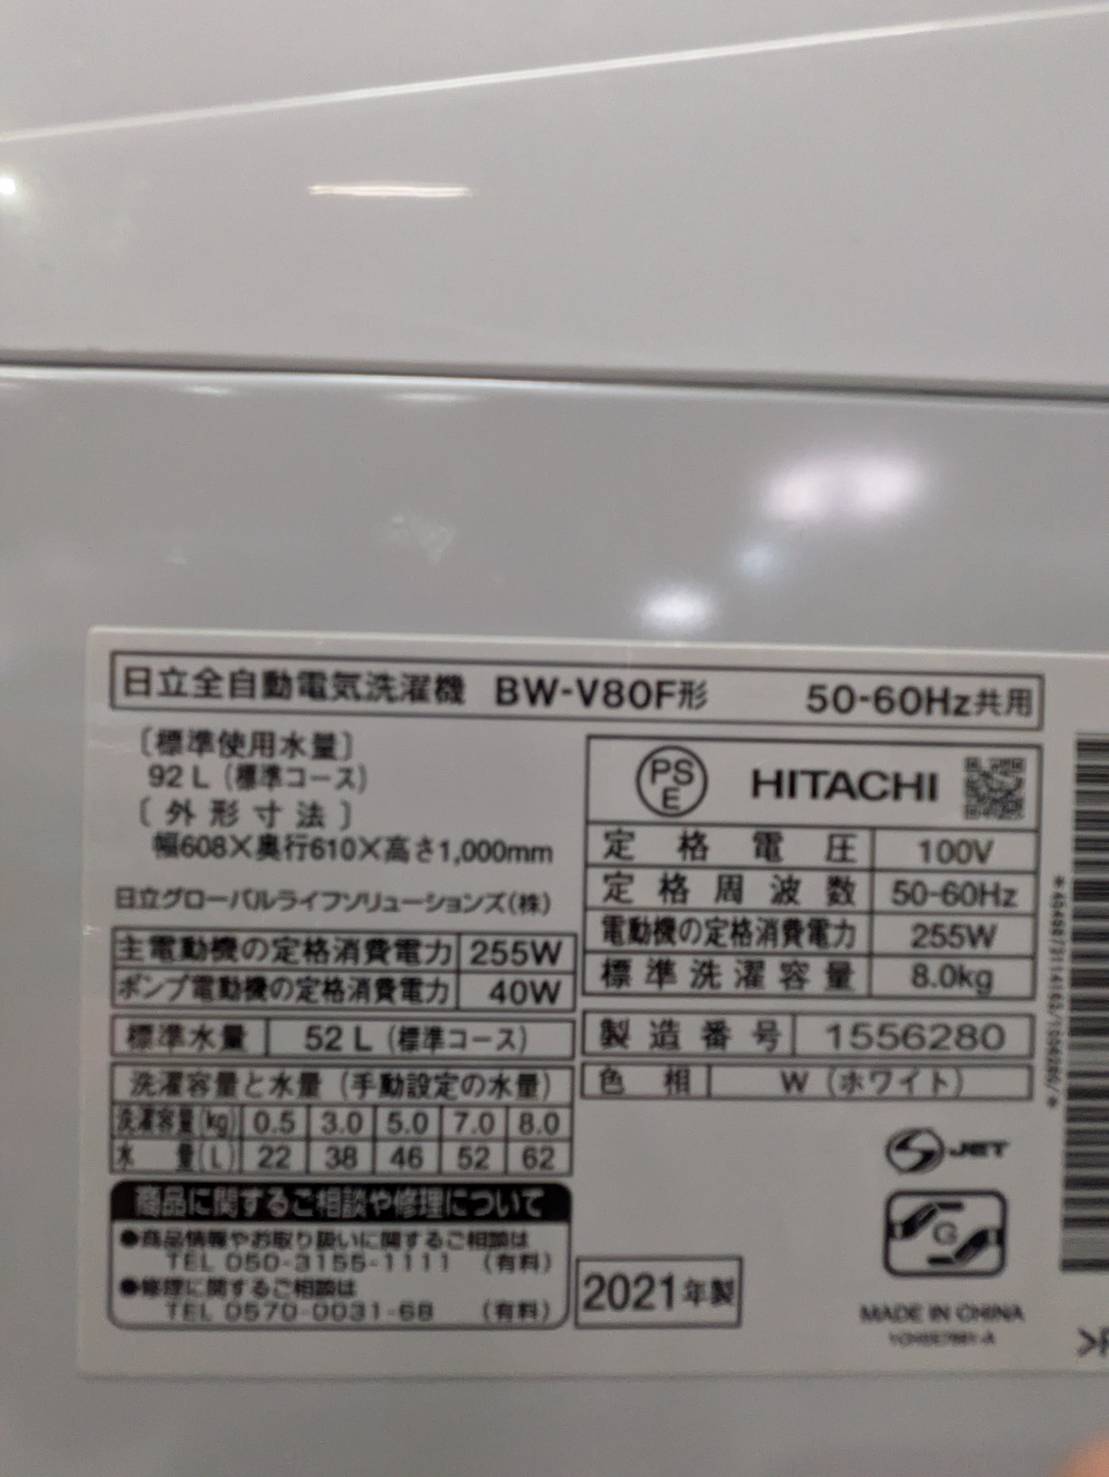 日立全自動電気洗濯機 BW-V80F形 50-60Hz共用
〔標準使用水量〕
92 L (標準コース)
〔外形寸法〕
幅608×奥行610×高さ1,000mm
日立グローバルライフソリューションズ(株)
主電動機の定格消費電力 255W
ポンプ電動機の定格消費電力 40W
標準水量 52 L (標準コース)
洗濯容量と水量 (手動設定の水量)
洗濯容量(kg) 0.5 3.0 5.0 7.0 8.0
水 量(L) 22 38 46 52 62
商品に関するご相談や修理について
●商品情報やお取り扱いに関するご相談は
TEL 050-3155-1111 (有料)
●修理に関するご相談は
TEL 0570-0031-68 (有料)
PS
E
HITACHI
定格電圧 100V
定格周波数 50-60Hz
電動機の定格消費電力 255W
標準洗濯容量 8.0kg
製造番号 1556280
色相 W (ホワイト)
S JET
G
2021年製
MADE IN CHINA